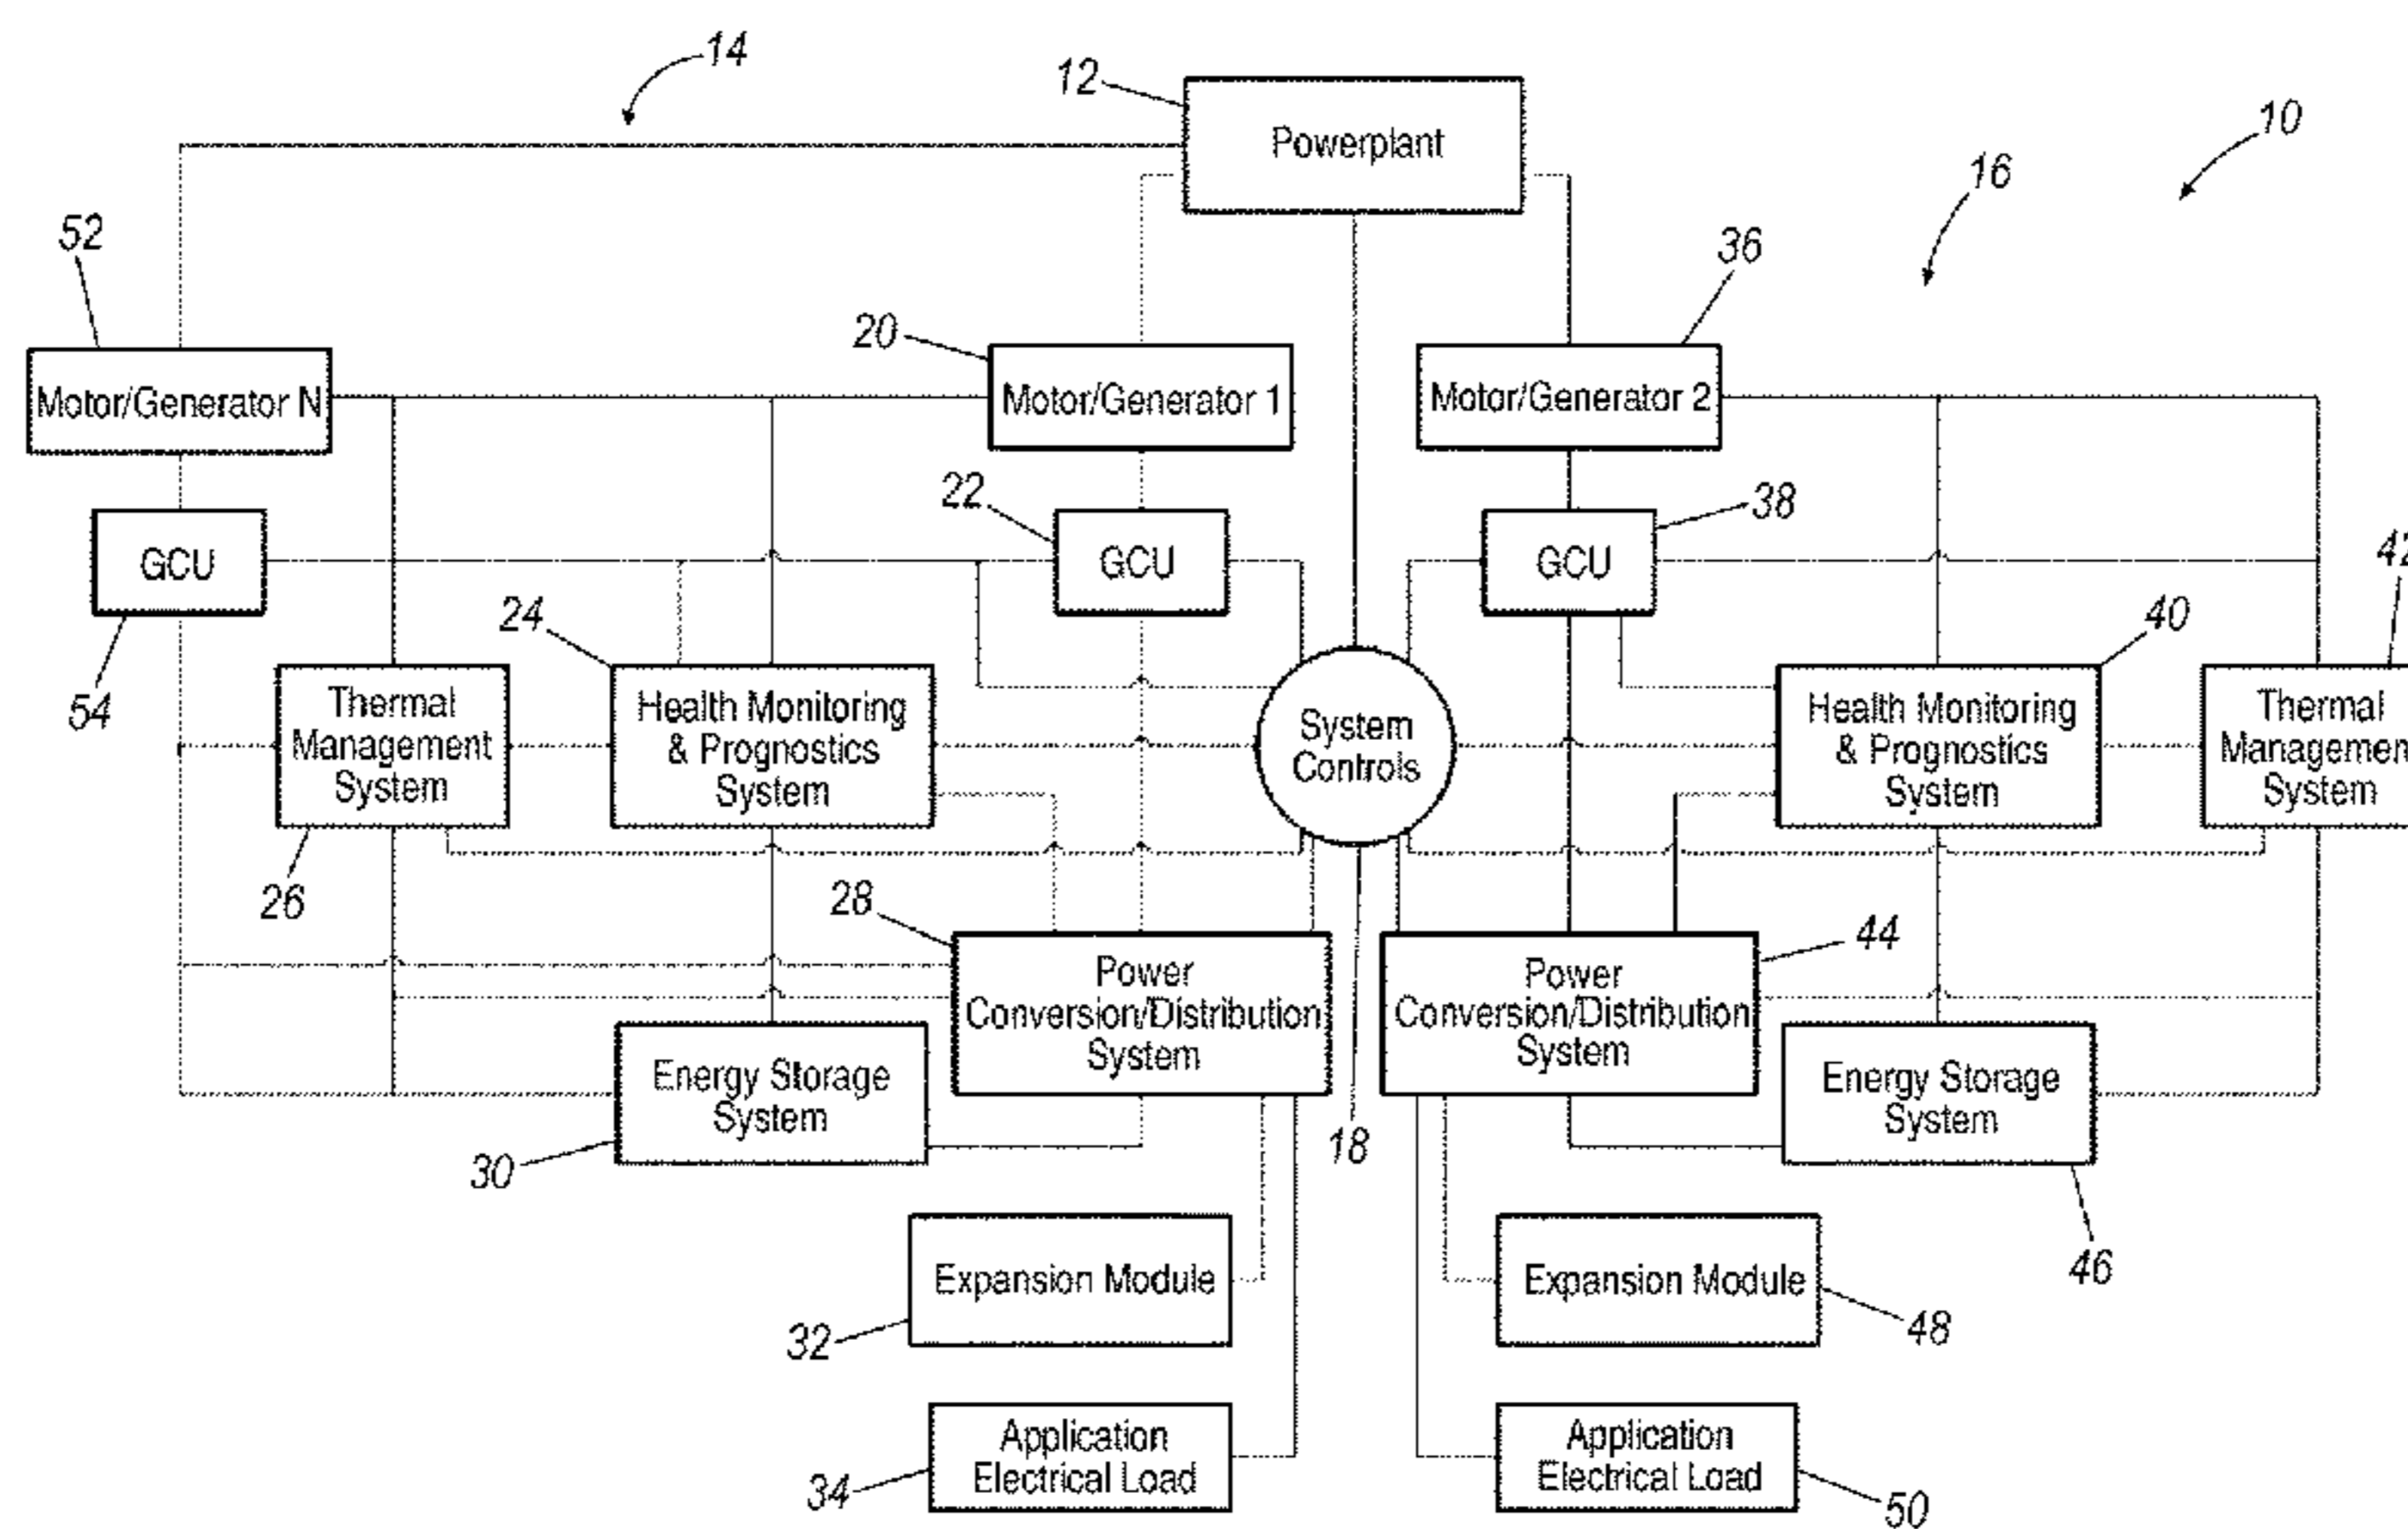 14
12
Powerplant
10
16
52
36
20
Motor/Generator N
Motor/Generator 1
Motor/Generator 2
22
38
GCU
GCU
GCU
42
24
40
54
Thermal
Management
System
Health Monitoring
& Prognostics
System
System
Controls
Health Monitoring
& Prognostics
System
Thermal
Managemen
System
26
28
44
Power
Conversion/Distribution
System
Power
Conversion/Distribution
System
Energy Storage
System
Energy Storage
System
30
18
46
Expansion Module
Expansion Module
32
48
Application
Electrical Load
Application
Electrical Load
34
50